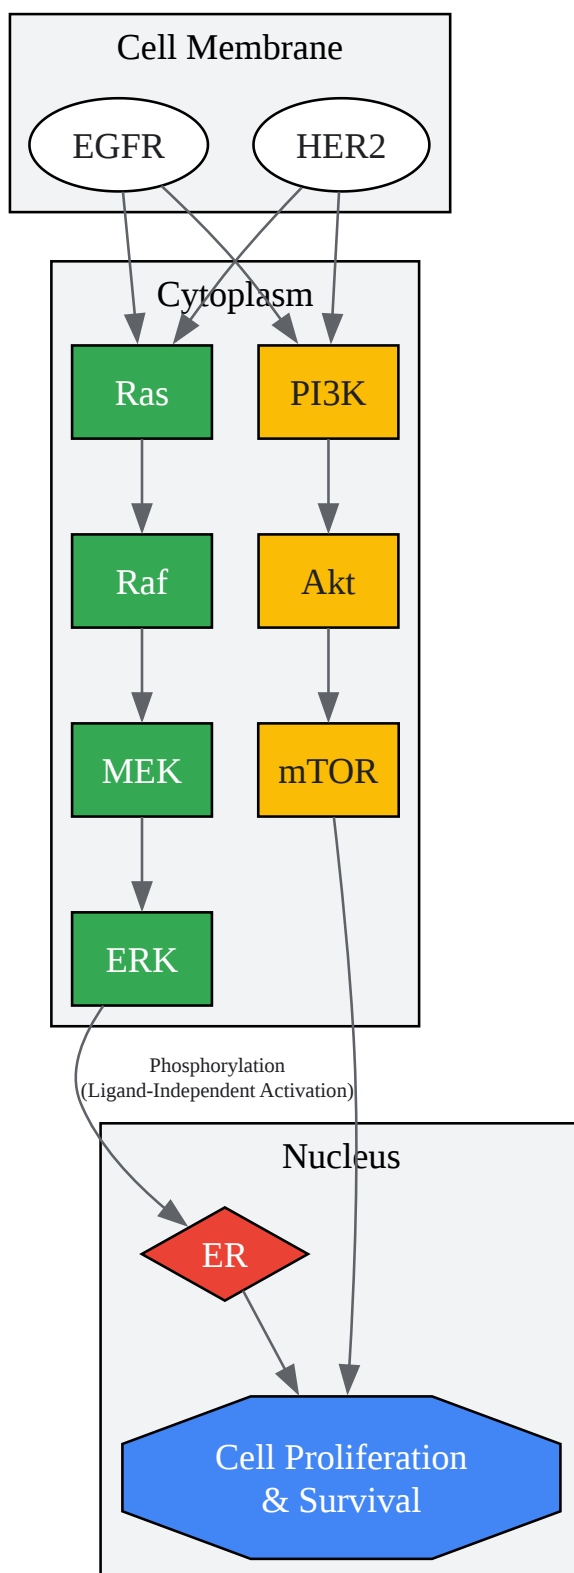 Cell Membrane
EGFR
HER2
Cytoplasm
Ras
PI3K
Raf
Akt
MEK
mTOR
ERK
Phosphorylation
(Ligand-Independent Activation)
Nucleus
ER
Cell Proliferation
& Survival